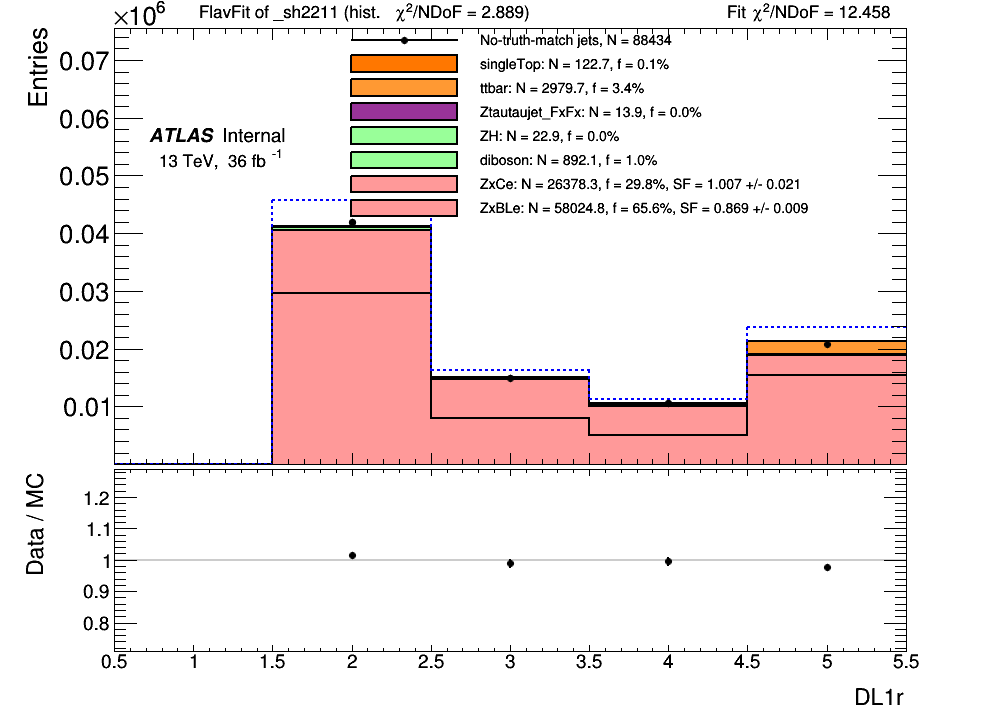 ×10⁶ FlavFit of _sh2211 (hist. χ²/NDoF = 2.889) Fit χ²/NDoF = 12.458
Entries
No-truth-match jets, N = 88434
singleTop: N = 122.7, f = 0.1%
ttbar: N = 2979.7, f = 3.4%
Ztautaujet_FxFx: N = 13.9, f = 0.0%
ZH: N = 22.9, f = 0.0%
diboson: N = 892.1, f = 1.0%
ZxCe: N = 26378.3, f = 29.8%, SF = 1.007 +/- 0.021
ZxBLe: N = 58024.8, f = 65.6%, SF = 0.869 +/- 0.009
ATLAS Internal
13 TeV, 36 fb⁻¹
0.07
0.06
0.05
0.04
0.03
0.02
0.01
Data / MC
1.2
1.1
1
0.9
0.8
0.5 1 1.5 2 2.5 3 3.5 4 4.5 5 5.5
DL1r